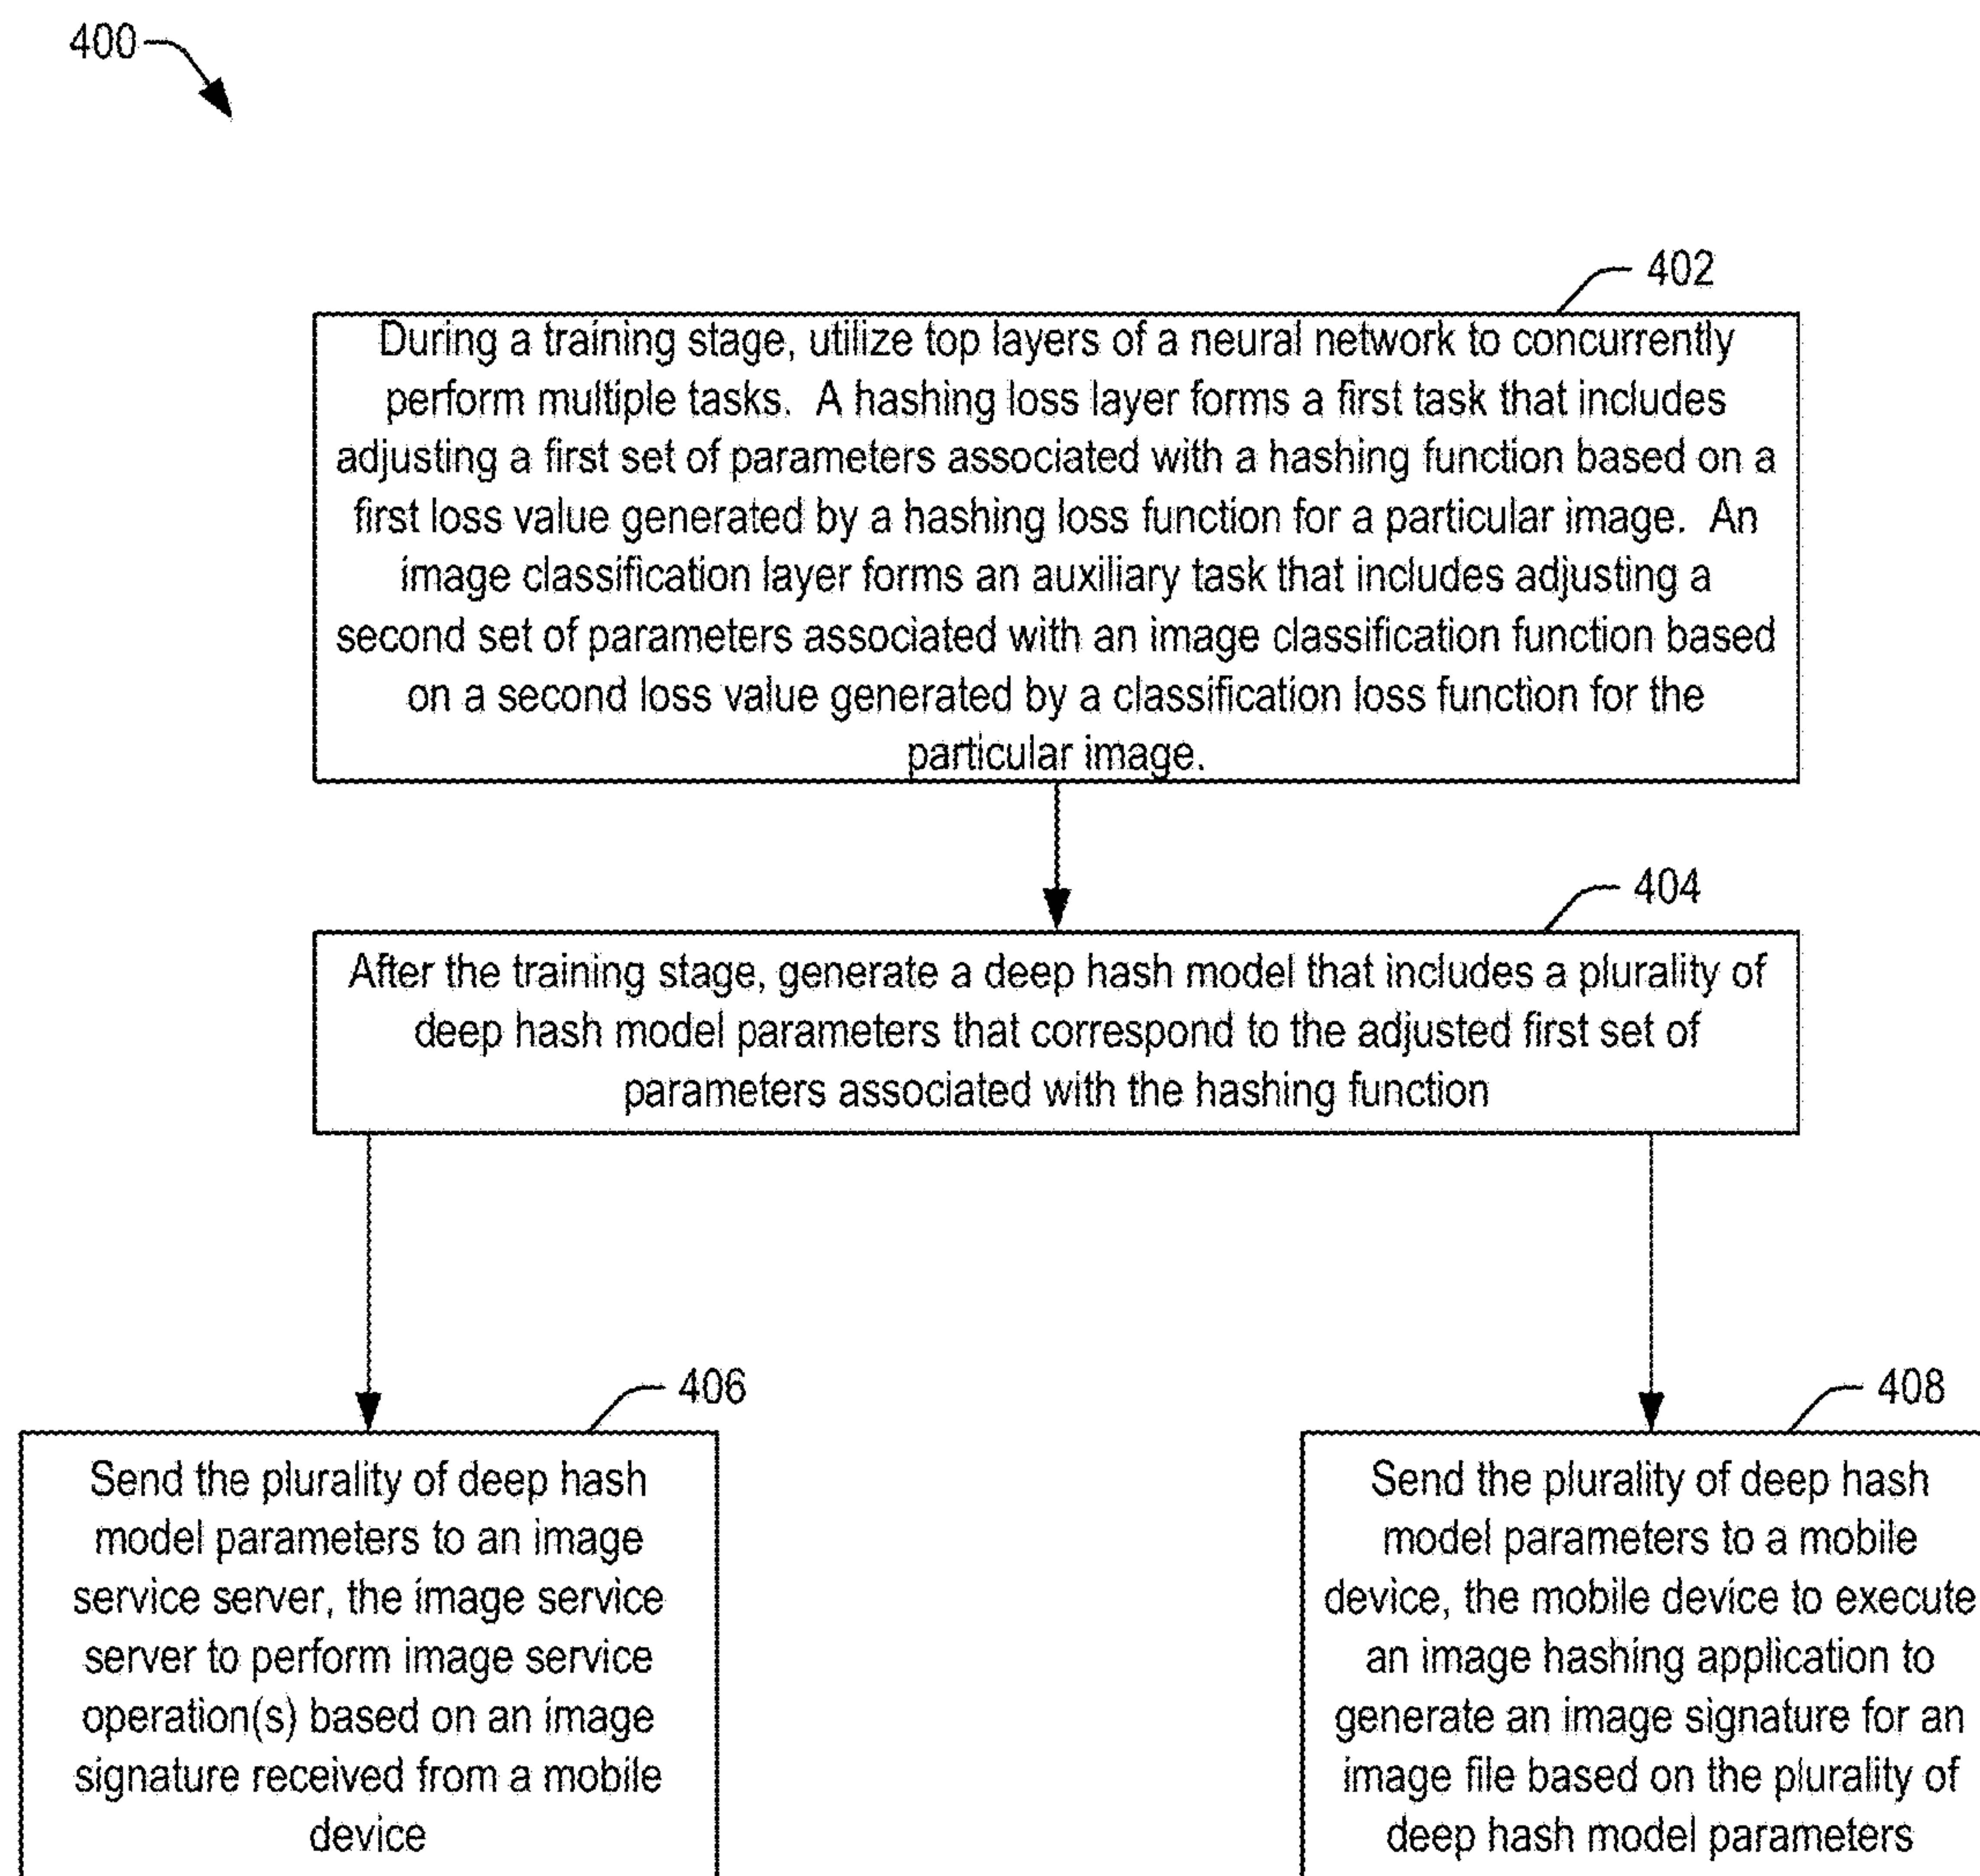 400
402
During a training stage, utilize top layers of a neural network to concurrently
perform multiple tasks. A hashing loss layer forms a first task that includes
adjusting a first set of parameters associated with a hashing function based on a
first loss value generated by a hashing loss function for a particular image. An
image classification layer forms an auxiliary task that includes adjusting a
second set of parameters associated with an image classification function based
on a second loss value generated by a classification loss function for the
particular image.
404
After the training stage, generate a deep hash model that includes a plurality of
deep hash model parameters that correspond to the adjusted first set of
parameters associated with the hashing function
406
Send the plurality of deep hash
model parameters to an image
service server, the image service
server to perform image service
operation(s) based on an image
signature received from a mobile
device
408
Send the plurality of deep hash
model parameters to a mobile
device, the mobile device to execute
an image hashing application to
generate an image signature for an
image file based on the plurality of
deep hash model parameters